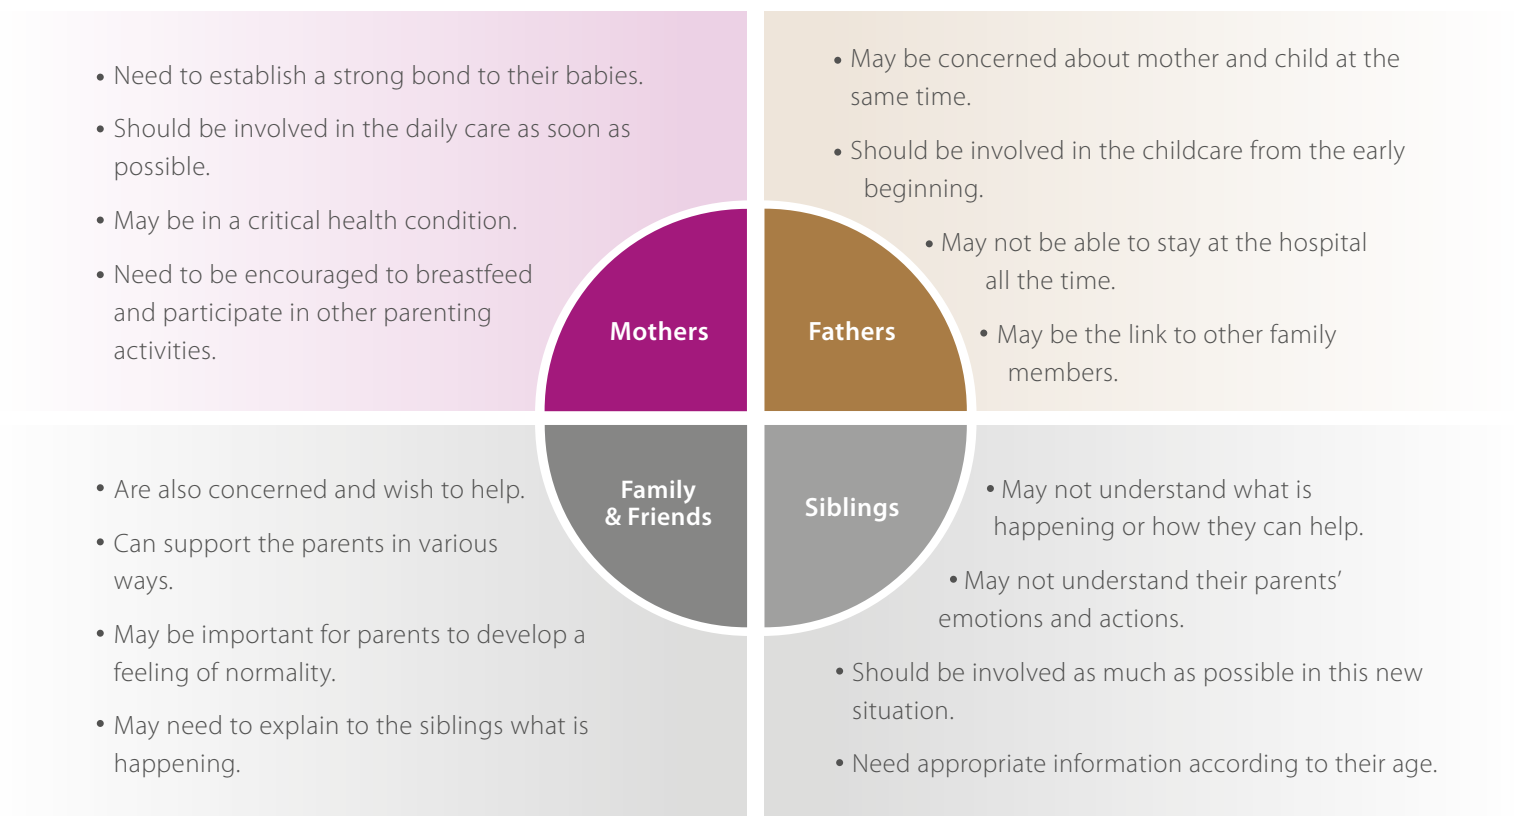 • Need to establish a strong bond to their babies.
• Should be involved in the daily care as soon as
possible.
• May be in a critical health condition.
• Need to be encouraged to breastfeed
and participate in other parenting
activities.
Mothers
• May be concerned about mother and child at the
same time.
• Should be involved in the childcare from the early
beginning.
• May not be able to stay at the hospital
all the time.
• May be the link to other family
members.
Fathers
• Are also concerned and wish to help.
• Can support the parents in various
ways.
• May be important for parents to develop a
feeling of normality.
• May need to explain to the siblings what is
happening.
Family
& Friends
• May not understand what is
happening or how they can help.
• May not understand their parents’
emotions and actions.
• Should be involved as much as possible in this new
situation.
• Need appropriate information according to their age.
Siblings